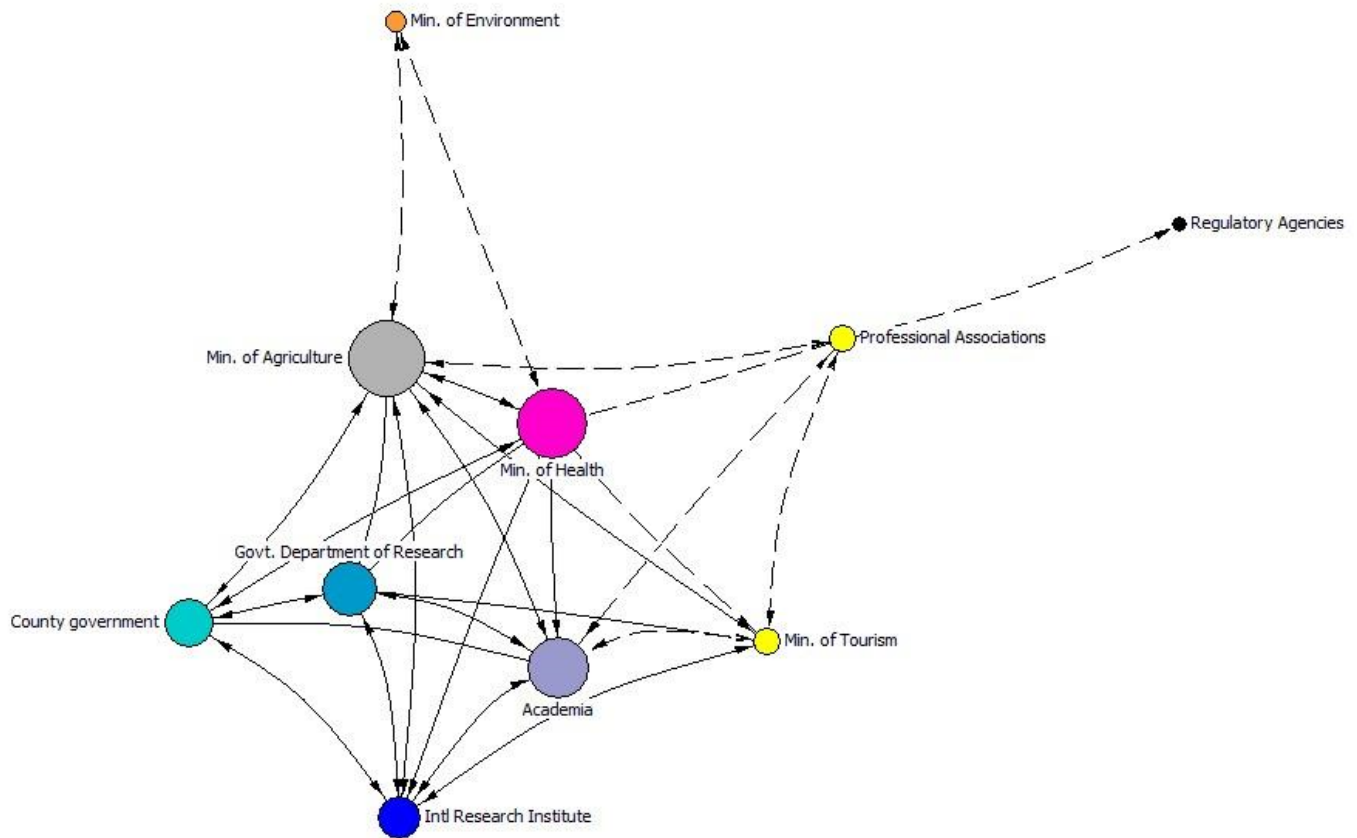 Min. of Environment
Regulatory Agencies
Professional Associations
Min. of Agriculture
Min. of Health
Govt. Department of Research
County government
Min. of Tourism
Academia
Intl Research Institute